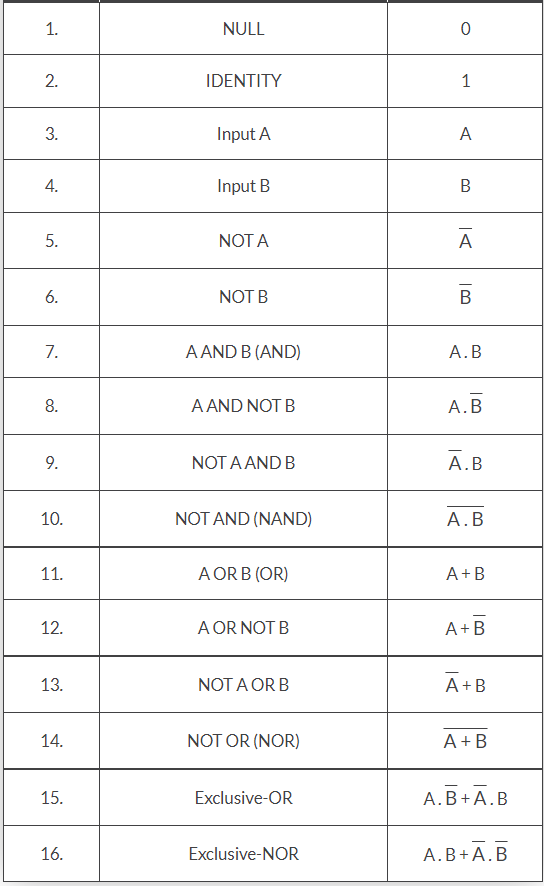 1. NULL 0
2. IDENTITY 1
3. Input A A
4. Input B B
5. NOT A A̅
6. NOT B B̅
7. A AND B (AND) A . B
8. A AND NOT B A . B̅
9. NOT A AND B A̅ . B
10. NOT AND (NAND) A̅ ̅.̅ ̅B̅
11. A OR B (OR) A + B
12. A OR NOT B A + B̅
13. NOT A OR B A̅ + B
14. NOT OR (NOR) A̅ ̅+̅ ̅B̅
15. Exclusive-OR A . B̅ + A̅ . B
16. Exclusive-NOR A . B + A̅ . B̅